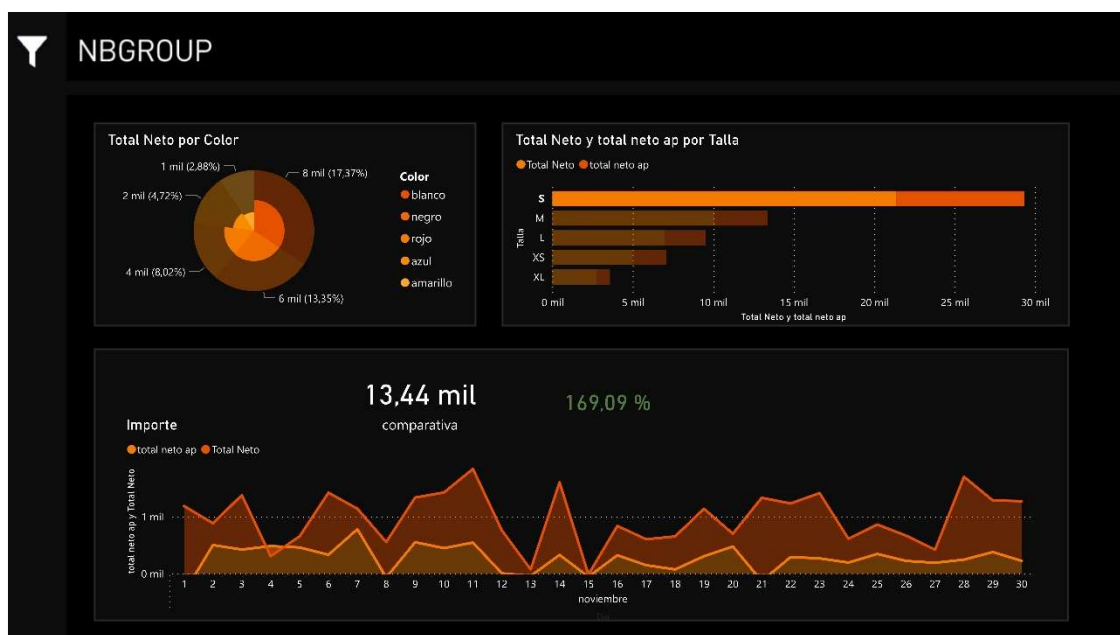 NBGROUP
Total Neto por Color
1 mil (2,88%)
8 mil (17,37%)
2 mil (4,72%)
4 mil (8,02%)
6 mil (13,35%)
Color
blanco
negro
rojo
azul
amarillo
Total Neto y total neto ap por Talla
Total Neto total neto ap
Talla
S
M
L
XS
XL
0 mil 5 mil 10 mil 15 mil 20 mil 25 mil 30 mil
Total Neto y total neto ap
13,44 mil
comparativa
169,09 %
Importe
total neto ap Total Neto
total neto ap y Total Neto
1 mil
0 mil
1 2 3 4 5 6 7 8 9 10 11 12 13 14 15 16 17 18 19 20 21 22 23 24 25 26 27 28 29 30
noviembre